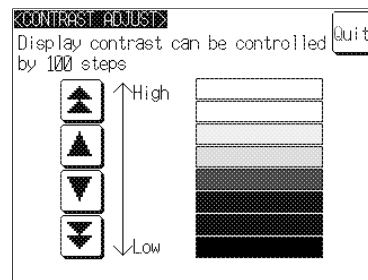 <CONTRAST ADJUST>
Display contrast can be controlled
by 100 steps
Quit
High
Low